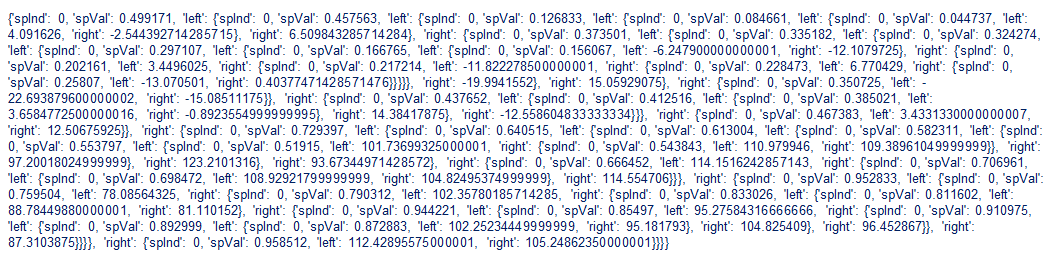 {'spInd': 0, 'spVal': 0.499171, 'left': {'spInd': 0, 'spVal': 0.457563, 'left': {'spInd': 0, 'spVal': 0.126833, 'left': {'spInd': 0, 'spVal': 0.084661, 'left': {'spInd': 0, 'spVal': 0.044737, 'left':
4.091626, 'right': -2.544392714285715}, 'right': 6.509843285714284}, 'right': {'spInd': 0, 'spVal': 0.373501, 'left': {'spInd': 0, 'spVal': 0.335182, 'left': {'spInd': 0, 'spVal': 0.324274,
'left': {'spInd': 0, 'spVal': 0.297107, 'left': {'spInd': 0, 'spVal': 0.166765, 'left': {'spInd': 0, 'spVal': 0.156067, 'left': -6.247900000000001, 'right': -12.1079725}, 'right': {'spInd': 0,
'spVal': 0.202161, 'left': 3.4496025, 'right': {'spInd': 0, 'spVal': 0.217214, 'left': -11.822278500000001, 'right': {'spInd': 0, 'spVal': 0.228473, 'left': 6.770429, 'right': {'spInd': 0,
'spVal': 0.25807, 'left': -13.070501, 'right': 0.40377471428571476}}}}}, 'right': -19.9941552}, 'right': 15.05929075}, 'right': {'spInd': 0, 'spVal': 0.350725, 'left': -
22.693879600000002, 'right': -15.08511175}}, 'right': {'spInd': 0, 'spVal': 0.437652, 'left': {'spInd': 0, 'spVal': 0.412516, 'left': {'spInd': 0, 'spVal': 0.385021, 'left':
3.6584772500000016, 'right': -0.8923554999999995}, 'right': 14.38417875}, 'right': -12.558604833333334}}}, 'right': {'spInd': 0, 'spVal': 0.467383, 'left': 3.4331330000000007,
'right': 12.50675925}}, 'right': {'spInd': 0, 'spVal': 0.729397, 'left': {'spInd': 0, 'spVal': 0.640515, 'left': {'spInd': 0, 'spVal': 0.613004, 'left': {'spInd': 0, 'spVal': 0.582311, 'left': {'spInd':
0, 'spVal': 0.553797, 'left': {'spInd': 0, 'spVal': 0.51915, 'left': 101.73699325000001, 'right': {'spInd': 0, 'spVal': 0.543843, 'left': 110.979946, 'right': 109.38961049999999}}, 'right':
97.20018024999999}, 'right': 123.2101316}, 'right': 93.67344971428572}, 'right': {'spInd': 0, 'spVal': 0.666452, 'left': 114.1516242857143, 'right': {'spInd': 0, 'spVal': 0.706961,
'left': {'spInd': 0, 'spVal': 0.698472, 'left': 108.92921799999999, 'right': 104.82495374999999}, 'right': 114.554706}}}, 'right': {'spInd': 0, 'spVal': 0.952833, 'left': {'spInd': 0, 'spVal':
0.759504, 'left': 78.08564325, 'right': {'spInd': 0, 'spVal': 0.790312, 'left': 102.35780185714285, 'right': {'spInd': 0, 'spVal': 0.833026, 'left': {'spInd': 0, 'spVal': 0.811602, 'left':
88.78449880000001, 'right': 81.110152}, 'right': {'spInd': 0, 'spVal': 0.944221, 'left': {'spInd': 0, 'spVal': 0.85497, 'left': 95.27584316666666, 'right': {'spInd': 0, 'spVal': 0.910975,
'left': {'spInd': 0, 'spVal': 0.892999, 'left': {'spInd': 0, 'spVal': 0.872883, 'left': 102.25234449999999, 'right': 95.181793}, 'right': 104.825409}, 'right': 96.452867}}, 'right':
87.3103875}}}}, 'right': {'spInd': 0, 'spVal': 0.958512, 'left': 112.42895575000001, 'right': 105.24862350000001}}}}